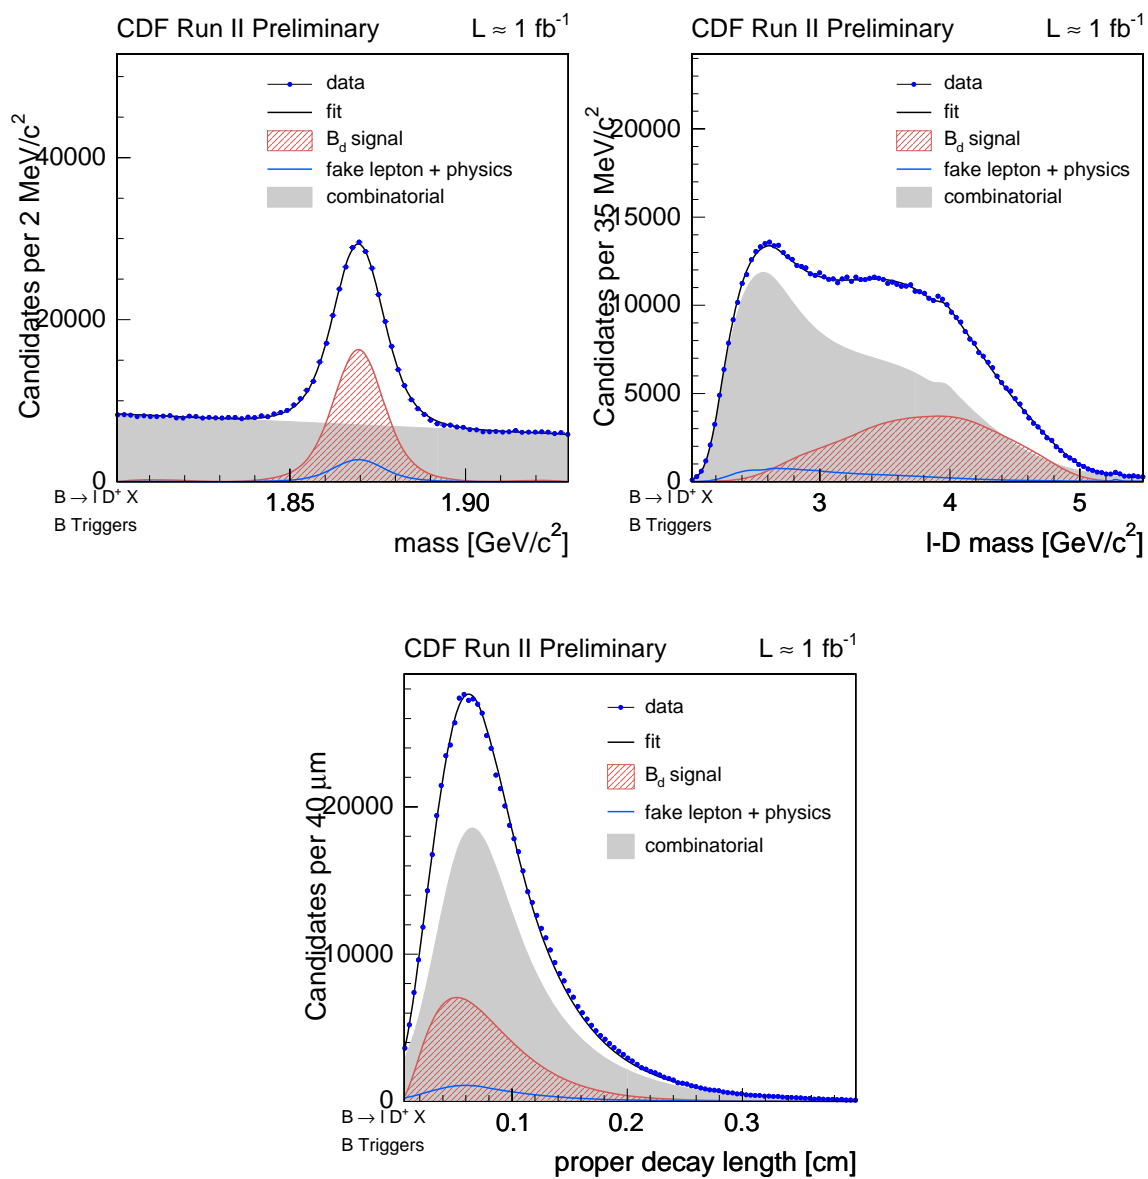 CDF Run II Preliminary L ≈ 1 fb⁻¹
Candidates per 2 MeV/c²
data
fit
B_d signal
fake lepton + physics
combinatorial
40000
20000
0
1.85 1.90
B → l D⁺ X
B Triggers
mass [GeV/c²]
CDF Run II Preliminary L ≈ 1 fb⁻¹
Candidates per 35 MeV/c²
data
fit
B_d signal
fake lepton + physics
combinatorial
20000
15000
10000
5000
0
3 4 5
B → l D⁺ X
B Triggers
l-D mass [GeV/c²]
CDF Run II Preliminary L ≈ 1 fb⁻¹
Candidates per 40 μm
data
fit
B_d signal
fake lepton + physics
combinatorial
20000
10000
0
0.1 0.2 0.3
B → l D⁺ X
B Triggers
proper decay length [cm]